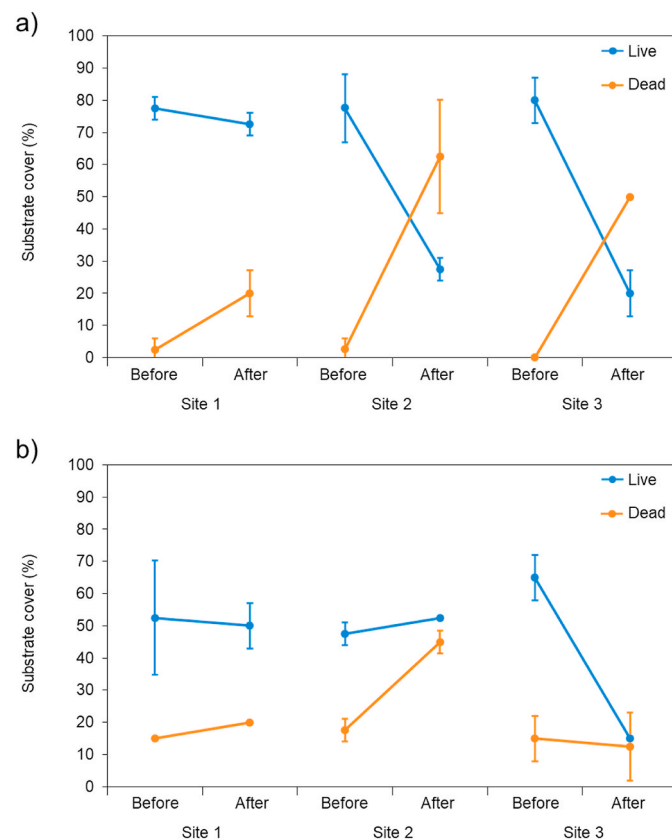 a)
Substrate cover (%)
100
90
80
70
60
50
40
30
20
10
0
Live
Dead
Before After Before After Before After
Site 1 Site 2 Site 3
b)
Substrate cover (%)
100
90
80
70
60
50
40
30
20
10
0
Live
Dead
Before After Before After Before After
Site 1 Site 2 Site 3